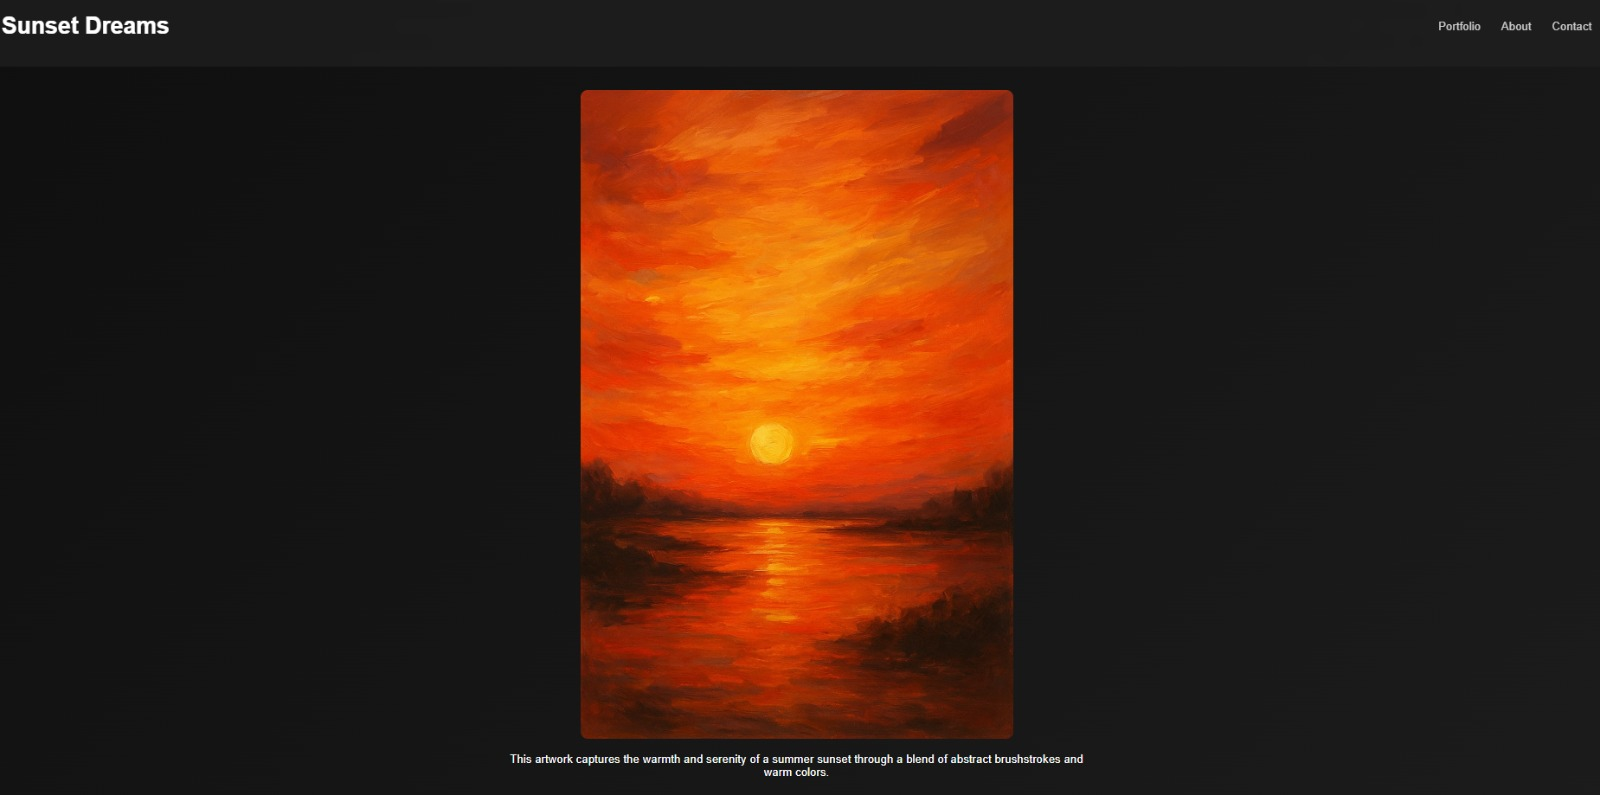 Sunset Dreams
Portfolio About Contact
This artwork captures the warmth and serenity of a summer sunset through a blend of abstract brushstrokes and
warm colors.